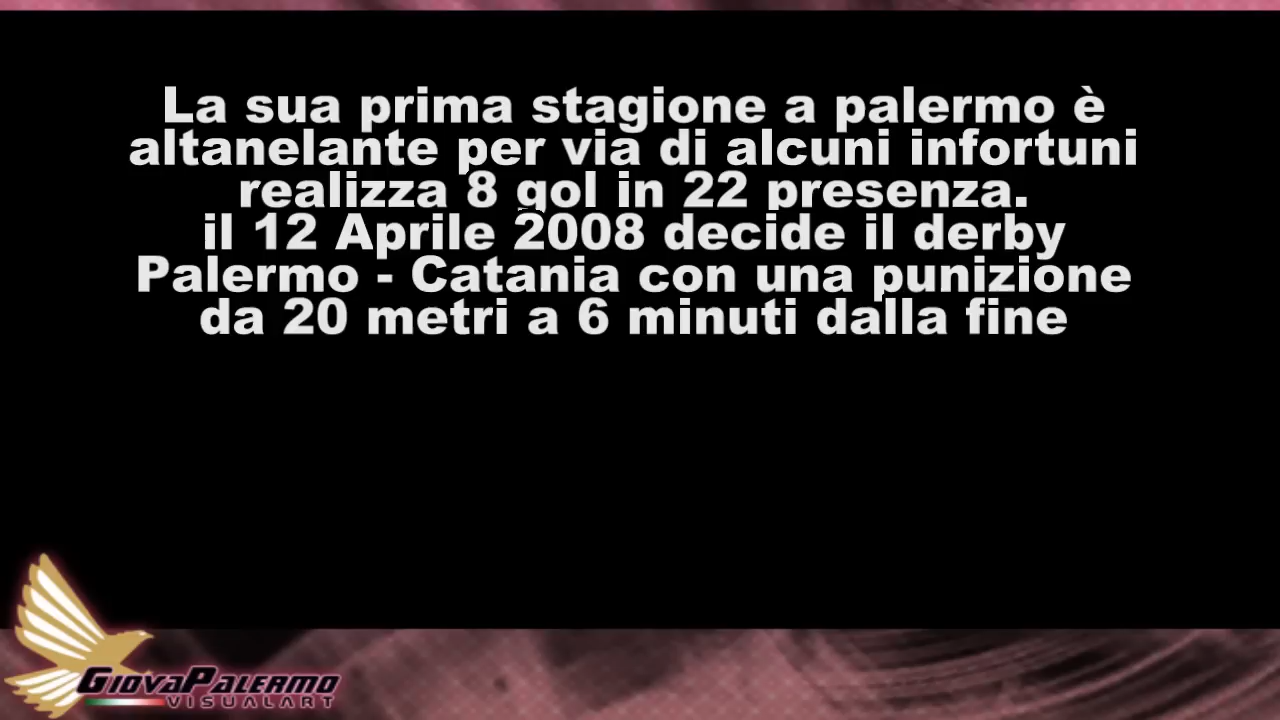 La sua prima stagione a palermo è
altanelante per via di alcuni infortuni
realizza 8 gol in 22 presenza.
il 12 Aprile 2008 decide il derby
Palermo - Catania con una punizione
da 20 metri a 6 minuti dalla fine
GIOVAPALERMO
VISUALART